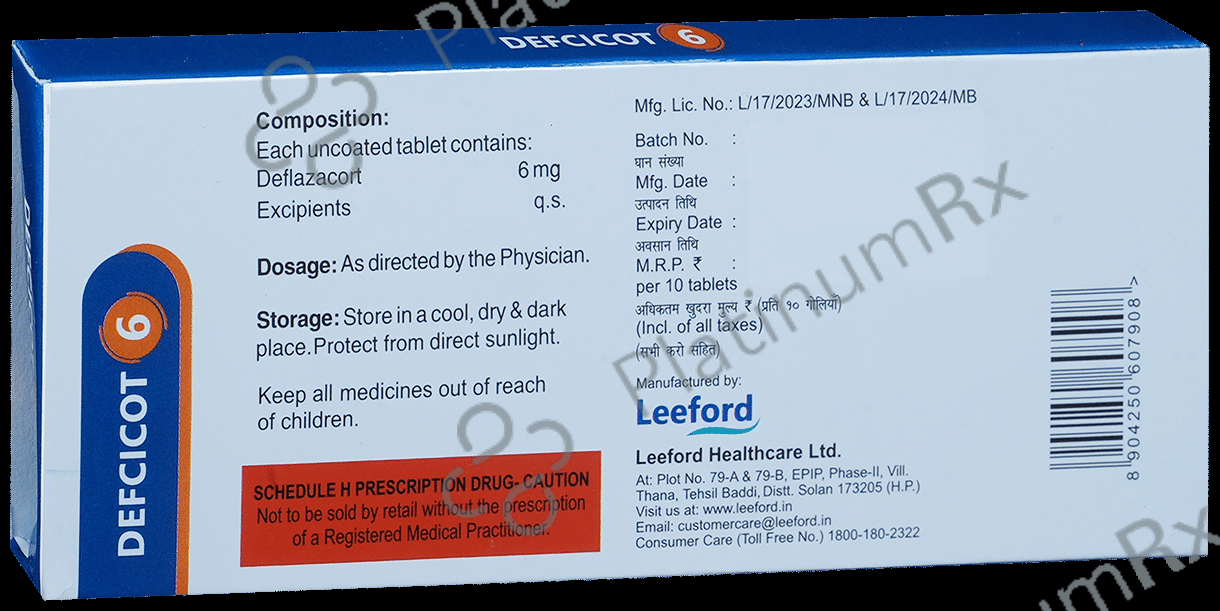 DEFCICOT 6
Composition:
Each uncoated tablet contains:
Deflazacort 6 mg
Excipients q.s.
Dosage: As directed by the Physician.
Storage: Store in a cool, dry & dark
place. Protect from direct sunlight.
Keep all medicines out of reach
of children.
SCHEDULE H PRESCRIPTION DRUG- CAUTION
Not to be sold by retail without the prescription
of a Registered Medical Practitioner.
DEFCICOT 6
Mfg. Lic. No.: L/17/2023/MNB & L/17/2024/MB
Batch No. :
घान संख्या
Mfg. Date :
उत्पादन तिथि
Expiry Date :
अवसान तिथि
M.R.P. ₹ :
per 10 tablets
अधिकतम खुदरा मुल्य ₹ (प्रति १० गोलियाँ)
(Incl. of all taxes)
(सभी करो सहित)
Manufactured by:
Leeford
Leeford Healthcare Ltd.
At: Plot No. 79-A & 79-B, EPIP, Phase-II, Vill.
Thana, Tehsil Baddi, Distt. Solan 173205 (H.P.)
Visit us at: www.leeford.in
Email: customercare@leeford.in
Consumer Care (Toll Free No.) 1800-180-2322
8 904250 607908 >
PlatinumRx